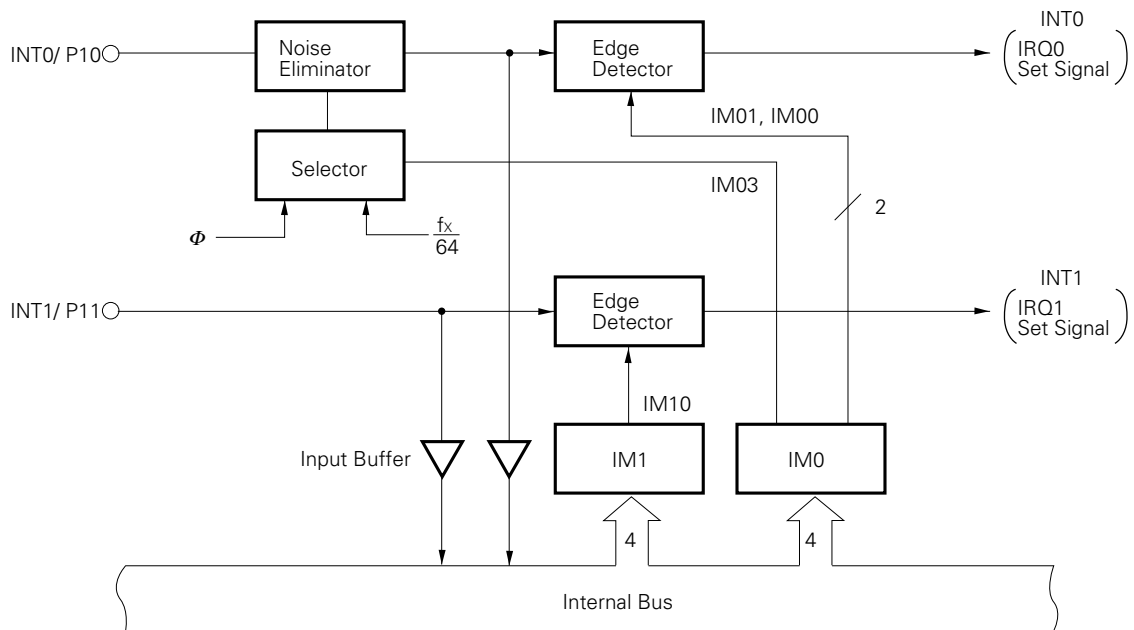 INT0
INT0/ P10
Noise
Eliminator
Edge
Detector
IRQ0
Set Signal
IM01, IM00
Selector
IM03
2
Φ
fx
64
INT1
INT1/ P11
Edge
Detector
IRQ1
Set Signal
IM10
Input Buffer
IM1
IM0
4
4
Internal Bus